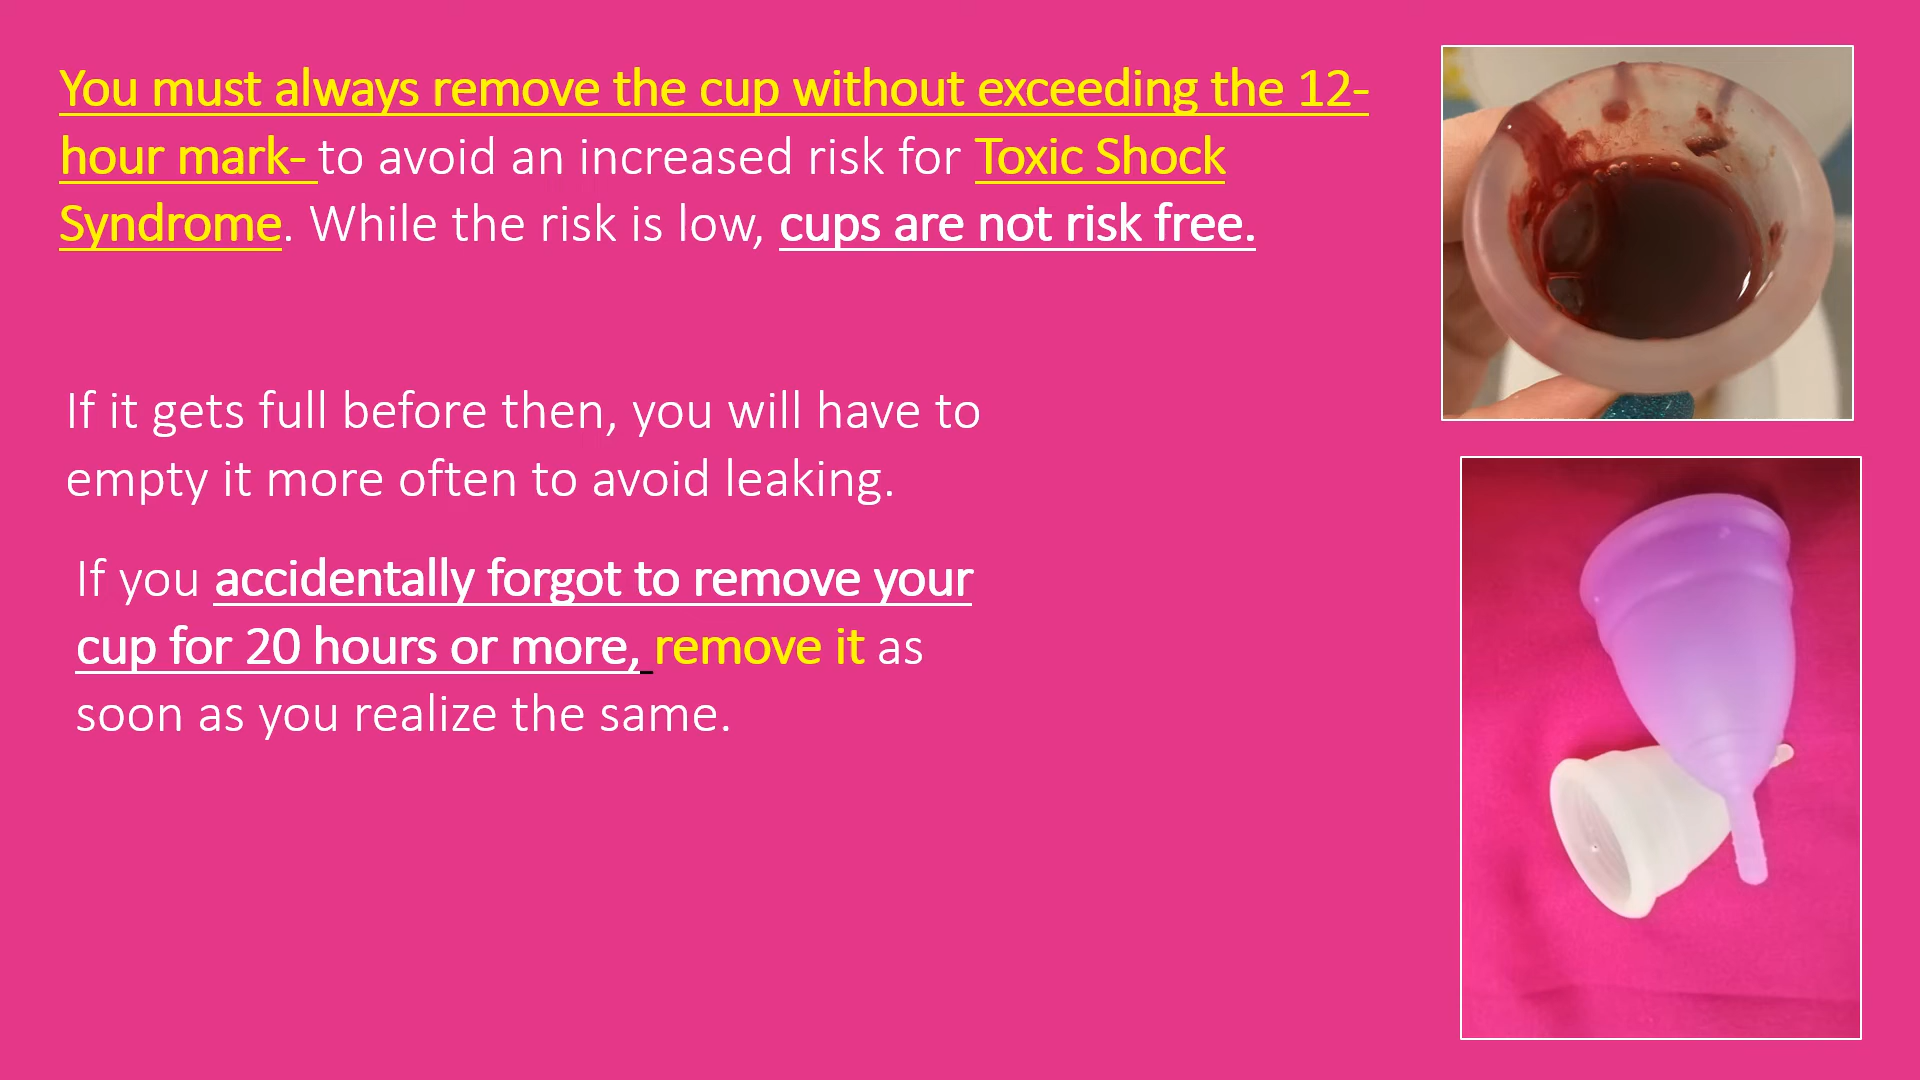 You must always remove the cup without exceeding the 12-
hour mark- to avoid an increased risk for Toxic Shock
Syndrome. While the risk is low, cups are not risk free.
If it gets full before then, you will have to
empty it more often to avoid leaking.
If you accidentally forgot to remove your
cup for 20 hours or more, remove it as
soon as you realize the same.